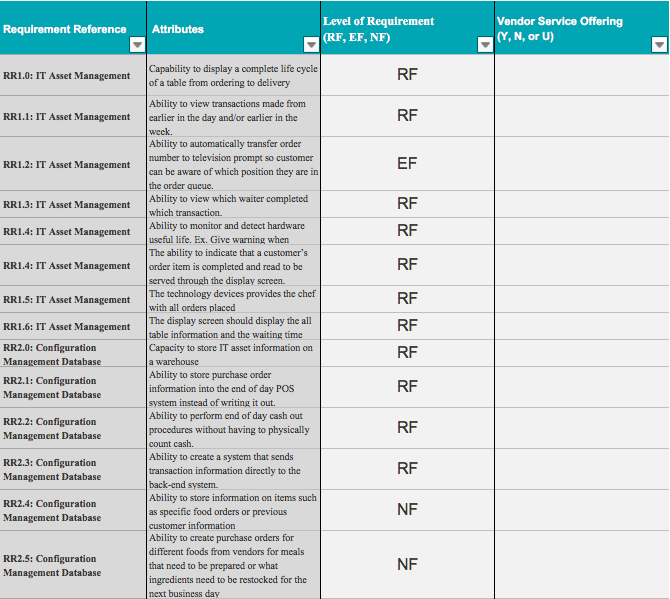 Requirement Reference
Attributes
Level of Requirement
(RF, EF, NF)
Vendor Service Offering
(Y, N, or U)
RR1.0: IT Asset Management
Capability to display a complete life cycle
of a table from ordering to delivery
RF
RR1.1: IT Asset Management
Ability to view transactions made from
earlier in the day and/or earlier in the
week.
RF
RR1.2: IT Asset Management
Ability to automatically transfer order
number to television prompt so customer
can be aware of which position they are in
the order queue.
EF
RR1.3: IT Asset Management
Ability to view which waiter completed
which transaction.
RF
RR1.4: IT Asset Management
Ability to monitor and detect hardware
useful life. Ex. Give warning when
RF
RR1.4: IT Asset Management
The ability to indicate that a customer's
order item is completed and read to be
served through the display screen.
RF
RR1.5: IT Asset Management
The technology devices provides the chef
with all orders placed
RF
RR1.6: IT Asset Management
The display screen should display the all
table information and the waiting time
RF
RR2.0: Configuration
Management Database
Capacity to store IT asset information on
a warehouse
RF
RR2.1: Configuration
Management Database
Ability to store purchase order
information into the end of day POS
system instead of writing it out.
RF
RR2.2: Configuration
Management Database
Ability to perform end of day cash out
procedures without having to physically
count cash.
RF
RR2.3: Configuration
Management Database
Ability to create a system that sends
transaction information directly to the
back-end system.
RF
RR2.4: Configuration
Management Database
Ability to store information on items such
as specific food orders or previous
customer information
NF
RR2.5: Configuration
Management Database
Ability to create purchase orders for
different foods from vendors for meals
that need to be prepared or what
ingredients need to be restocked for the
next business day
NF